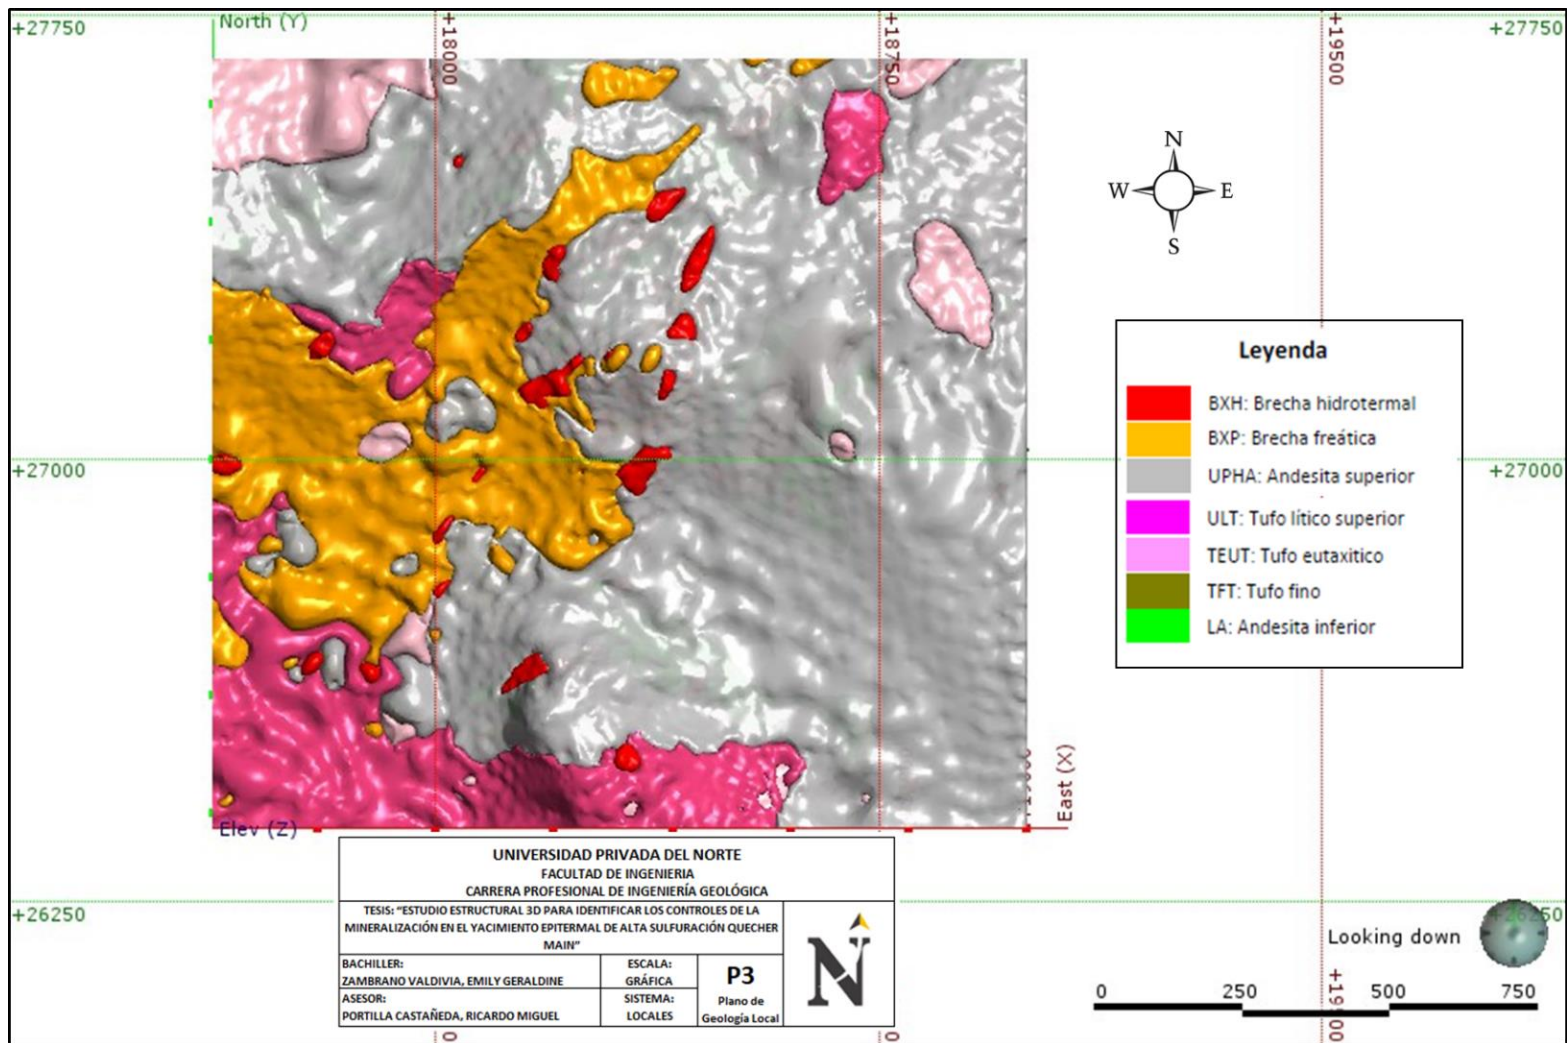 North (Y)
+27750
+27750
+18000
+18750
+19500
N
W
E
S
Leyenda
BXH: Brecha hidrotermal
BXP: Brecha freática
UPHA: Andesita superior
ULT: Tufo lítico superior
TEUT: Tufo eutaxitico
TFT: Tufo fino
LA: Andesita inferior
+27000
+27000
East (X)
Elev (Z)
UNIVERSIDAD PRIVADA DEL NORTE
FACULTAD DE INGENIERIA
CARRERA PROFESIONAL DE INGENIERÍA GEOLÓGICA
TESIS: "ESTUDIO ESTRUCTURAL 3D PARA IDENTIFICAR LOS CONTROLES DE LA
MINERALIZACIÓN EN EL YACIMIENTO EPITERMAL DE ALTA SULFURACIÓN QUECHER
MAIN"
BACHILLER:
ZAMBRANO VALDIVIA, EMILY GERALDINE
ESCALA:
GRÁFICA
ASESOR:
PORTILLA CASTAÑEDA, RICARDO MIGUEL
SISTEMA:
LOCALES
P3
Plano de
Geología Local
N
+26250
+26250
Looking down
0
250
500
750
0
0